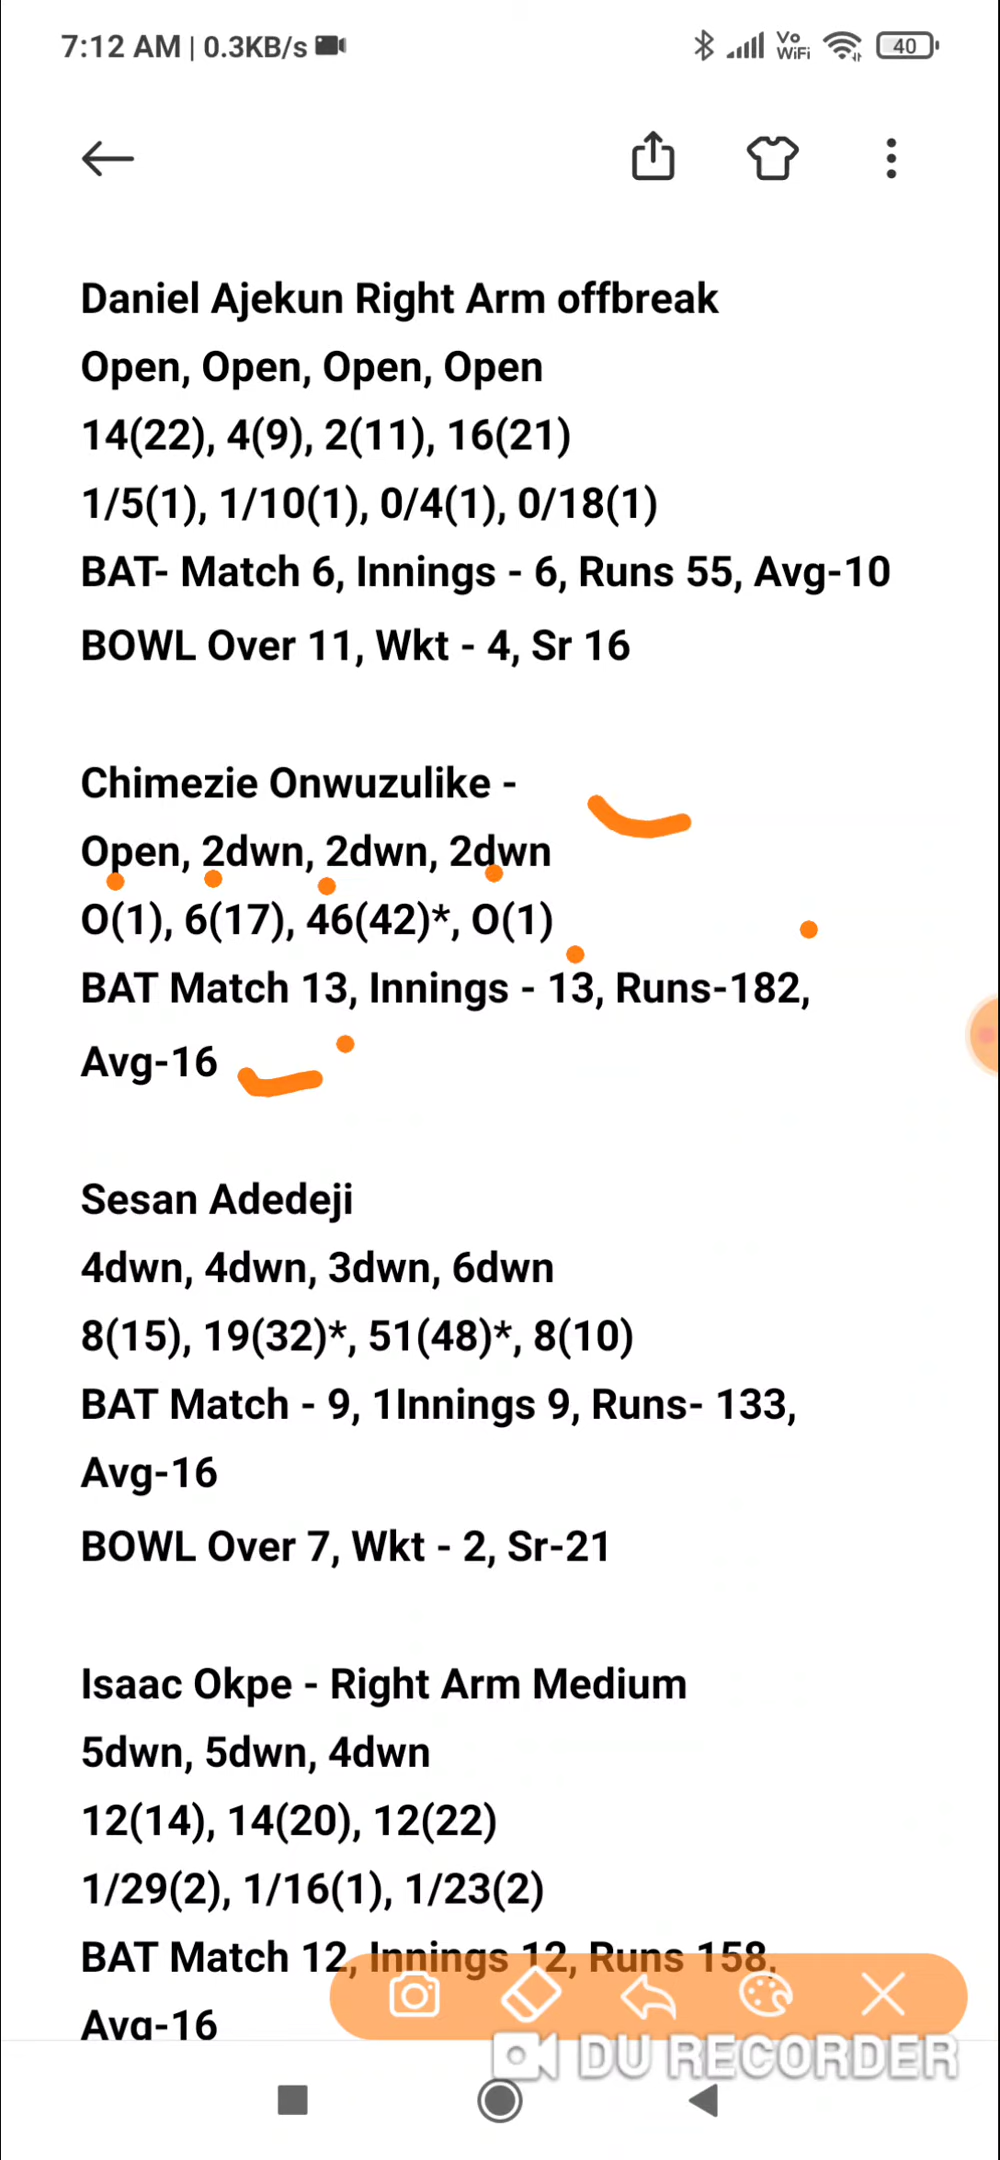 7:12 AM | 0.3KB/s
Vo WiFi 40
Daniel Ajekun Right Arm offbreak
Open, Open, Open, Open
14(22), 4(9), 2(11), 16(21)
1/5(1), 1/10(1), 0/4(1), 0/18(1)
BAT- Match 6, Innings - 6, Runs 55, Avg-10
BOWL Over 11, Wkt - 4, Sr 16
Chimezie Onwuzulike -
Open, 2dwn, 2dwn, 2dwn
O(1), 6(17), 46(42)*, O(1)
BAT Match 13, Innings - 13, Runs-182,
Avg-16
Sesan Adedeji
4dwn, 4dwn, 3dwn, 6dwn
8(15), 19(32)*, 51(48)*, 8(10)
BAT Match - 9, 1Innings 9, Runs- 133,
Avg-16
BOWL Over 7, Wkt - 2, Sr-21
Isaac Okpe - Right Arm Medium
5dwn, 5dwn, 4dwn
12(14), 14(20), 12(22)
1/29(2), 1/16(1), 1/23(2)
BAT Match 12, Innings 12, Runs 158,
Avg-16
DU RECORDER